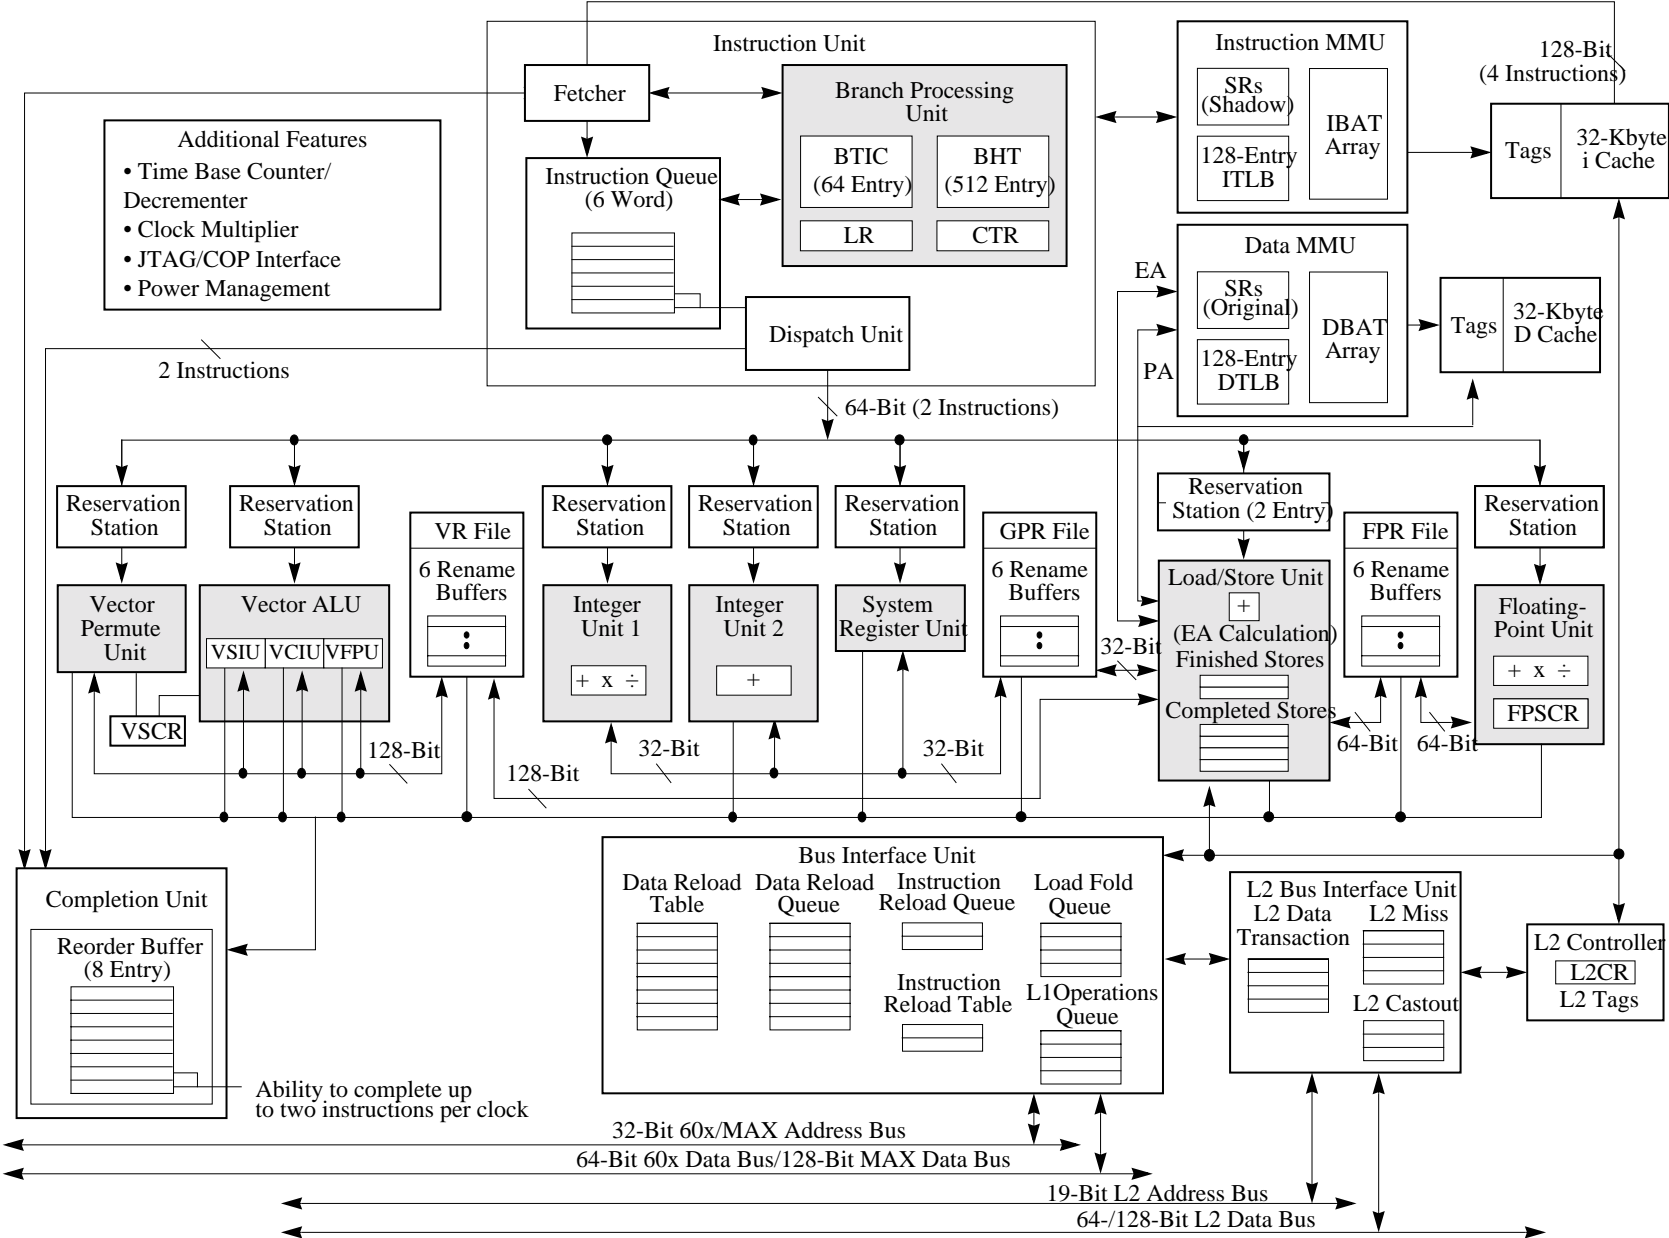 Instruction Unit
Fetcher
Branch Processing
Unit
BTIC
(64 Entry)
BHT
(512 Entry)
LR
CTR
Instruction Queue
(6 Word)
Dispatch Unit
Instruction MMU
SRs
(Shadow)
128-Entry
ITLB
IBAT
Array
128-Bit
(4 Instructions)
Tags
32-Kbyte
i Cache
Additional Features
• Time Base Counter/
Decrementer
• Clock Multiplier
• JTAG/COP Interface
• Power Management
Data MMU
SRs
(Original)
128-Entry
DTLB
DBAT
Array
EA
PA
Tags
32-Kbyte
D Cache
2 Instructions
64-Bit (2 Instructions)
Reservation
Station
Reservation
Station
Reservation
Station
Reservation
Station
Reservation
Station
Reservation
Station (2 Entry)
Reservation
Station
Vector
Permute
Unit
VSCR
Vector ALU
VSIU
VCIU
VFPU
VR File
6 Rename
Buffers
Integer
Unit 1
+ x ÷
Integer
Unit 2
+
System
Register Unit
GPR File
6 Rename
Buffers
Load/Store Unit
+
(EA Calculation)
Finished Stores
Completed Stores
FPR File
6 Rename
Buffers
Floating-
Point Unit
+ x ÷
FPSCR
128-Bit
128-Bit
32-Bit
32-Bit
32-Bit
64-Bit
64-Bit
Completion Unit
Reorder Buffer
(8 Entry)
Ability to complete up
to two instructions per clock
Bus Interface Unit
Data Reload
Table
Data Reload
Queue
Instruction
Reload Queue
Instruction
Reload Table
Load Fold
Queue
L1Operations
Queue
L2 Bus Interface Unit
L2 Data
Transaction
L2 Miss
L2 Castout
L2 Controller
L2CR
L2 Tags
32-Bit 60x/MAX Address Bus
64-Bit 60x Data Bus/128-Bit MAX Data Bus
19-Bit L2 Address Bus
64-/128-Bit L2 Data Bus